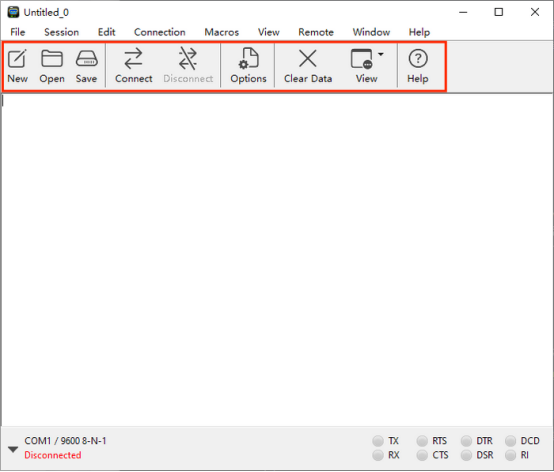 Untitled_0
File Session Edit Connection Macros View Remote Window Help
New Open Save Connect Disconnect Options Clear Data View Help
COM1 / 9600 8-N-1 TX RTS DTR DCD
Disconnected RX CTS DSR RI